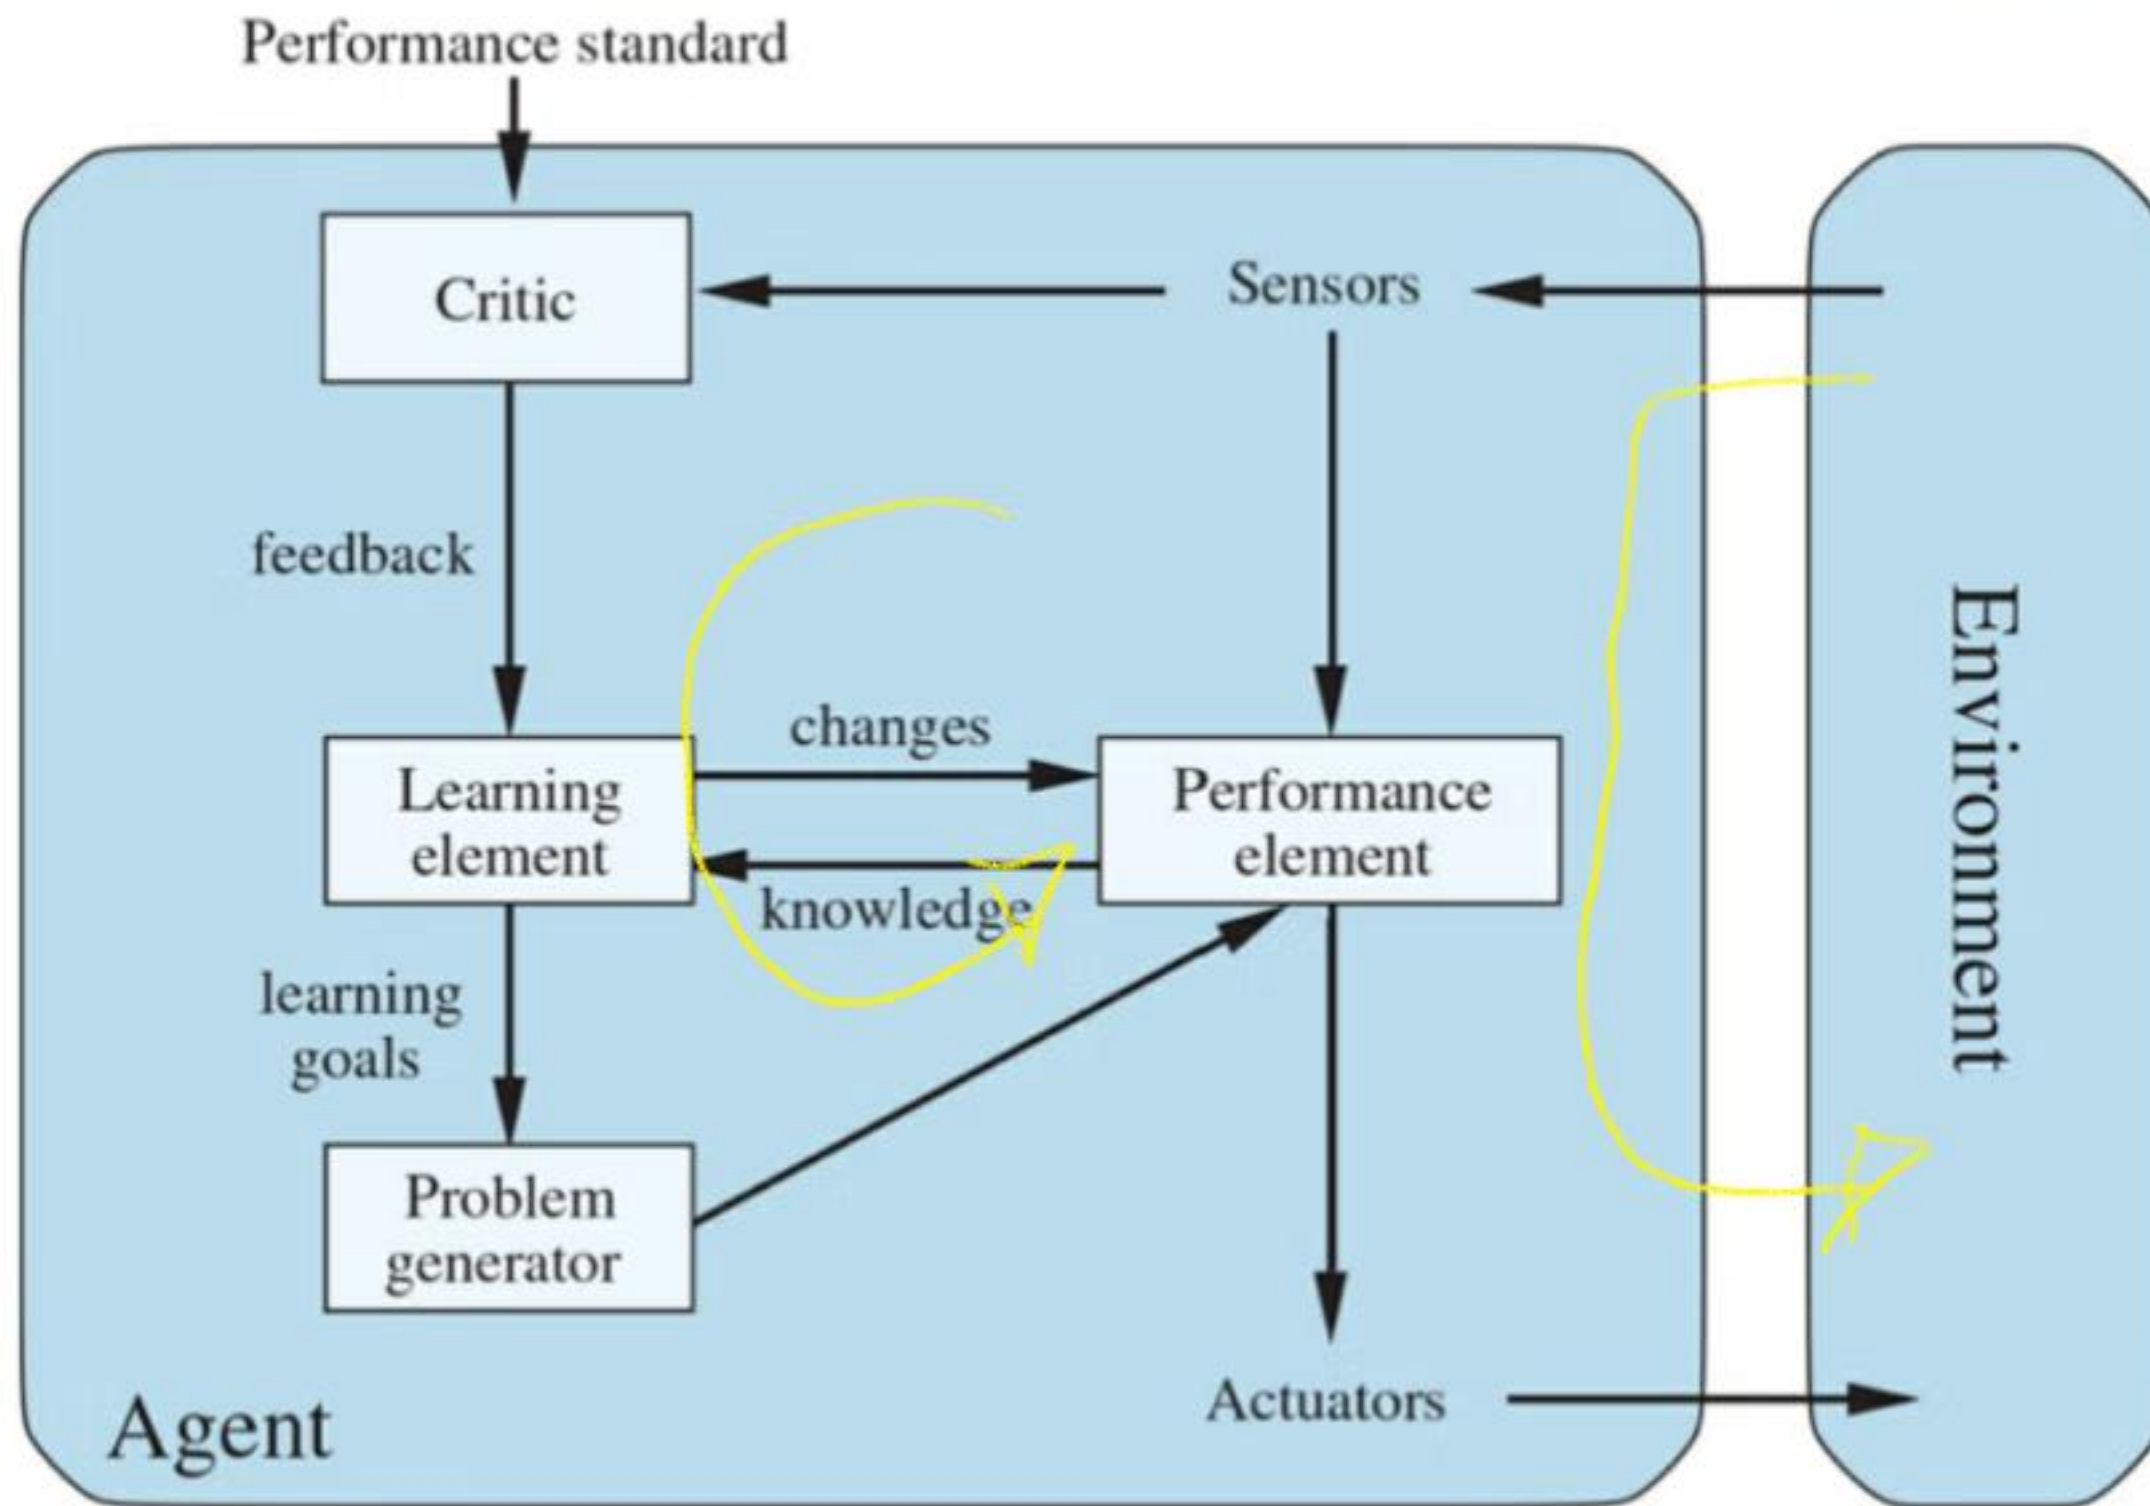 Performance standard
Critic
Sensors
feedback
changes
Learning
element
Performance
element
knowledge
learning
goals
Problem
generator
Agent
Actuators
Environment